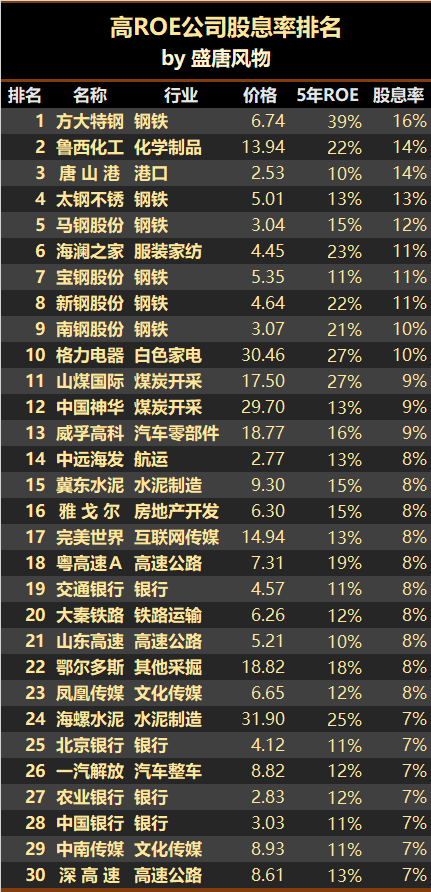 高ROE公司股息率排名
by 盛唐风物
排名 名称 行业 价格 5年ROE 股息率
1 方大特钢 钢铁 6.74 39% 16%
2 鲁西化工 化学制品 13.94 22% 14%
3 唐山港 港口 2.53 10% 14%
4 太钢不锈 钢铁 5.01 13% 13%
5 马钢股份 钢铁 3.04 15% 12%
6 海澜之家 服装家纺 4.45 23% 11%
7 宝钢股份 钢铁 5.35 11% 11%
8 新钢股份 钢铁 4.64 22% 11%
9 南钢股份 钢铁 3.07 21% 10%
10 格力电器 白色家电 30.46 27% 10%
11 山煤国际 煤炭开采 17.50 27% 9%
12 中国神华 煤炭开采 29.70 13% 9%
13 威孚高科 汽车零部件 18.77 16% 9%
14 中远海发 航运 2.77 13% 8%
15 冀东水泥 水泥制造 9.30 15% 8%
16 雅戈尔 房地产开发 6.30 15% 8%
17 完美世界 互联网传媒 14.94 13% 8%
18 粤高速A 高速公路 7.31 19% 8%
19 交通银行 银行 4.57 11% 8%
20 大秦铁路 铁路运输 6.26 12% 8%
21 山东高速 高速公路 5.21 10% 8%
22 鄂尔多斯 其他采掘 18.82 18% 8%
23 凤凰传媒 文化传媒 6.65 12% 8%
24 海螺水泥 水泥制造 31.90 25% 7%
25 北京银行 银行 4.12 11% 7%
26 一汽解放 汽车整车 8.82 12% 7%
27 农业银行 银行 2.83 12% 7%
28 中国银行 银行 3.03 11% 7%
29 中南传媒 文化传媒 8.93 11% 7%
30 深高速 高速公路 8.61 13% 7%